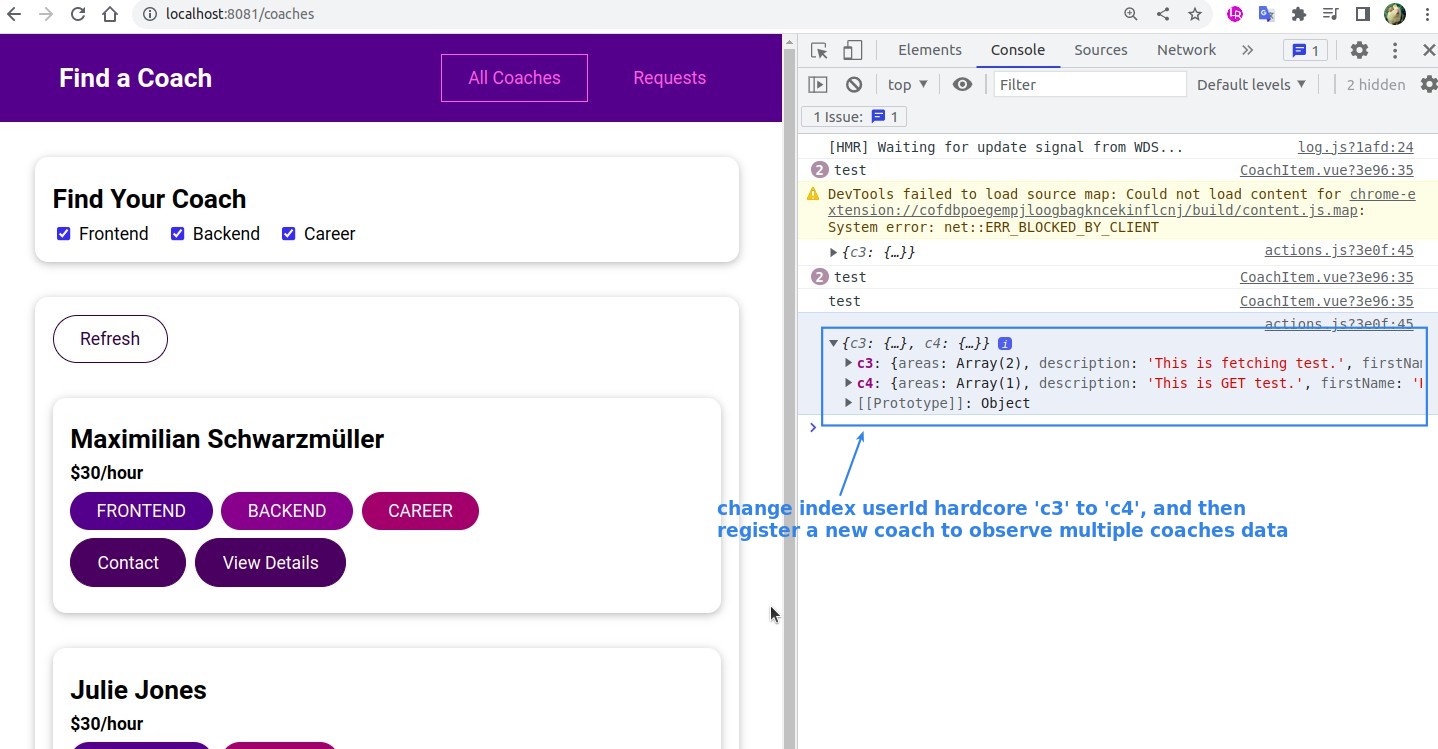 localhost:8081/coaches
Find a Coach
All Coaches
Requests
Find Your Coach
Frontend Backend Career
Refresh
Maximilian Schwarzmüller
$30/hour
FRONTEND BACKEND CAREER
Contact View Details
Julie Jones
$30/hour
Elements Console Sources Network » 1
top Filter Default levels 2 hidden
1 Issue: 1
[HMR] Waiting for update signal from WDS... log.js?1afd:24
2 test CoachItem.vue?3e96:35
DevTools failed to load source map: Could not load content for chrome-e
xtension://cofdbpoegempjloogbagkncekinflcnj/build/content.js.map:
System error: net::ERR_BLOCKED_BY_CLIENT
{c3: {…}} actions.js?3e0f:45
2 test CoachItem.vue?3e96:35
test CoachItem.vue?3e96:35
actions.js?3e0f:45
{c3: {…}, c4: {…}} i
c3: {areas: Array(2), description: 'This is fetching test.', firstNa
c4: {areas: Array(1), description: 'This is GET test.', firstName: '
[[Prototype]]: Object
change index userId hardcore 'c3' to 'c4', and then
register a new coach to observe multiple coaches data